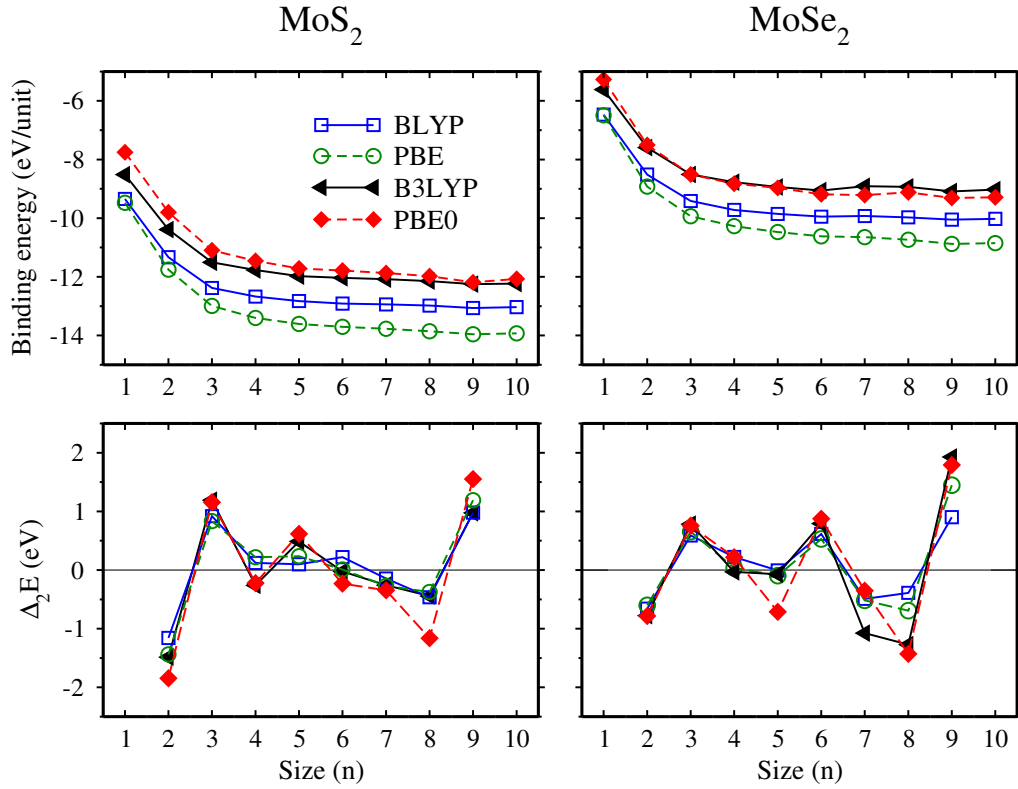 MoS₂
MoSe₂
Binding energy (eV/unit)
-6
-8
-10
-12
-14
BLYP
PBE
B3LYP
PBE0
1 2 3 4 5 6 7 8 9 10
1 2 3 4 5 6 7 8 9 10
Δ₂E (eV)
2
1
0
-1
-2
1 2 3 4 5 6 7 8 9 10
Size (n)
1 2 3 4 5 6 7 8 9 10
Size (n)